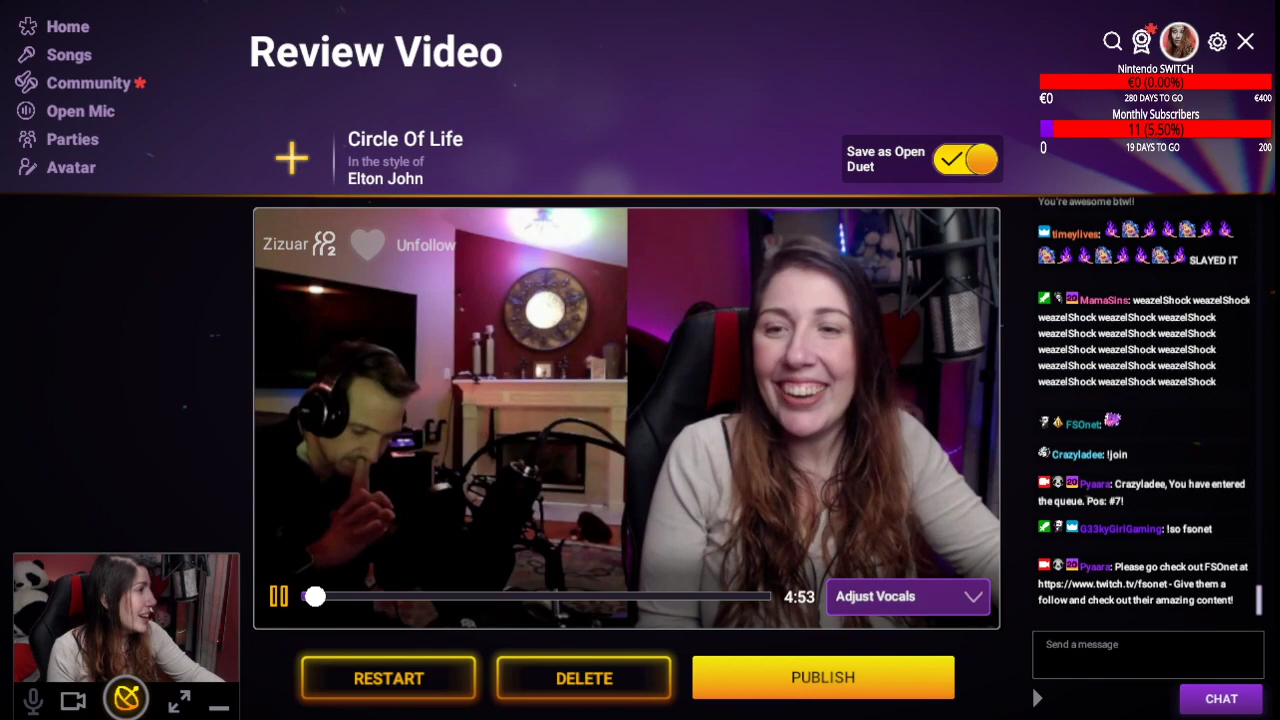 Home
Songs
Community *
Open Mic
Parties
Avatar
Review Video
Circle Of Life
In the style of
Elton John
Save as Open
Duet
Nintendo SWITCH
€0 (0.00%)
€0 280 DAYS TO GO €400
Monthly Subscribers
11 (5.50%)
0 19 DAYS TO GO 200
Zizuar
2
Unfollow
4:53
Adjust Vocals
RESTART
DELETE
PUBLISH
You're awesome btw!!
timeylives:
SLAYED IT
20 MamaSins: weazelShock weazelShock
weazelShock weazelShock weazelShock
weazelShock weazelShock weazelShock
weazelShock weazelShock weazelShock
weazelShock weazelShock weazelShock
weazelShock weazelShock weazelShock
FSOnet:
Crazyladee: !join
20 Pyaara: Crazyladee, You have entered
the queue. Pos: #7!
G33kyGirlGaming: !so fsonet
20 Pyaara: Please go check out FSOnet at
https://www.twitch.tv/fsonet - Give them a
follow and check out their amazing content!
Send a message
CHAT